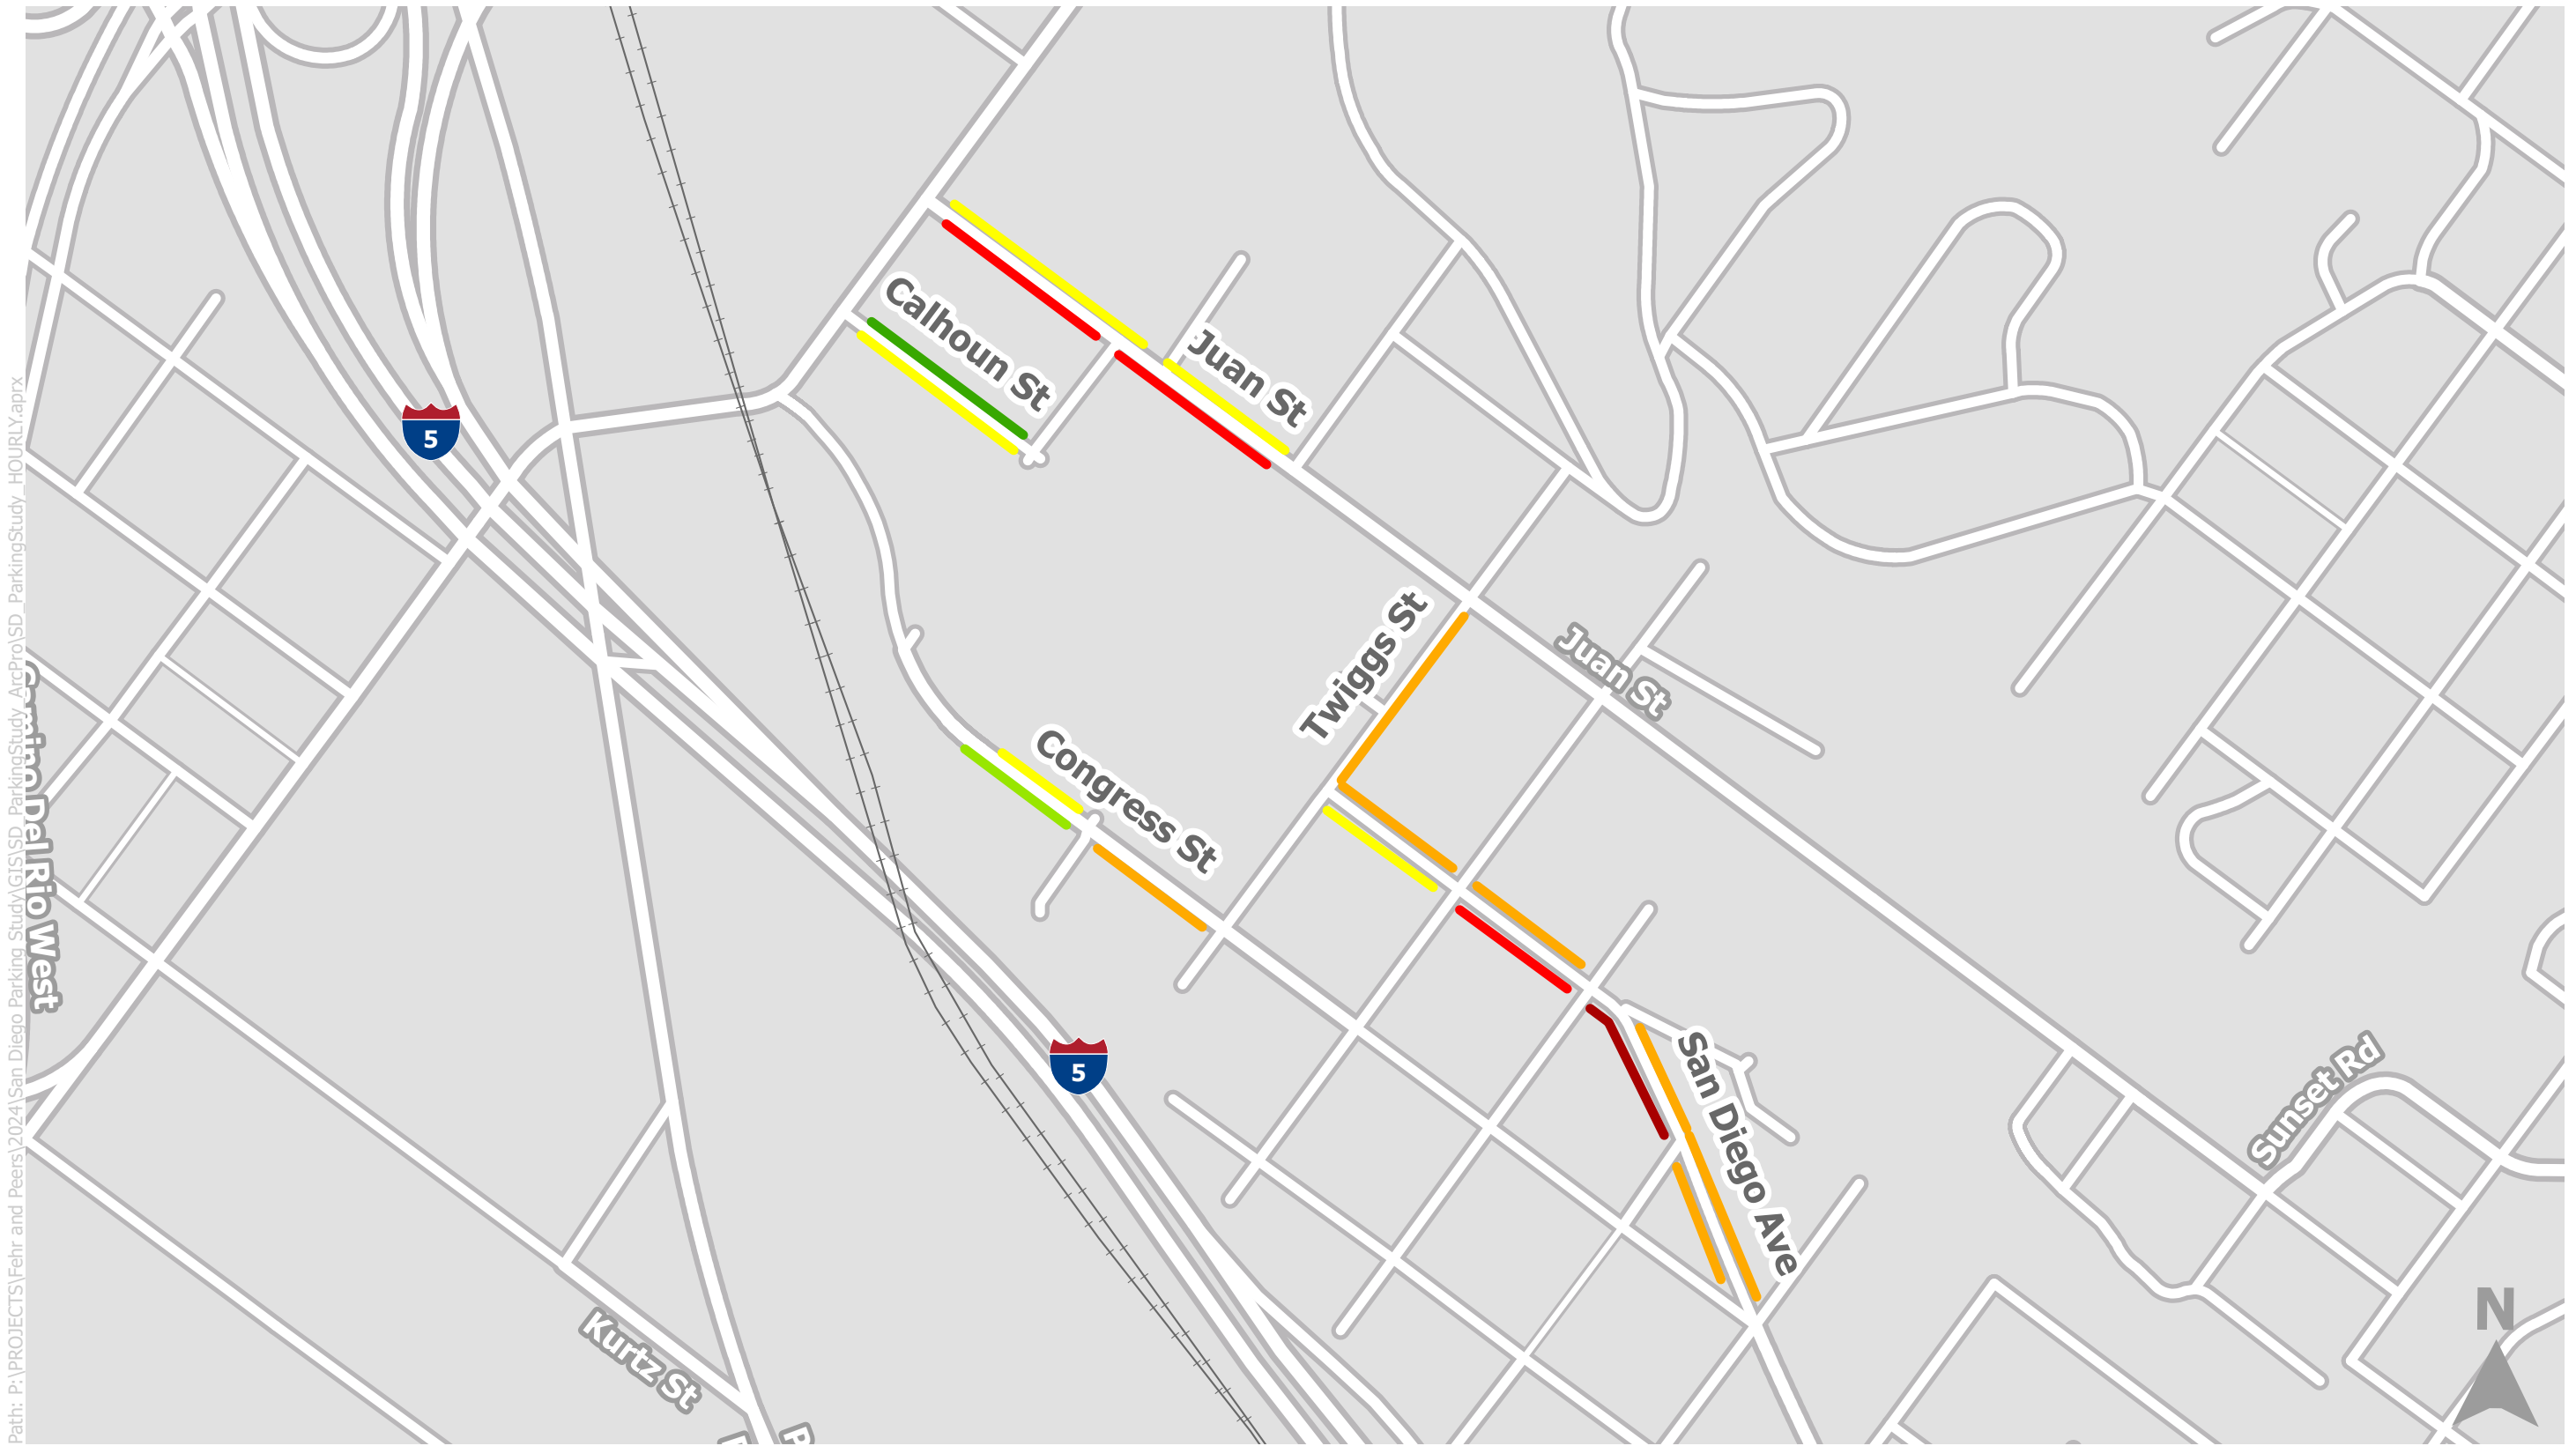 Calhoun St
Juan St
5
Twiggs St
Juan St
Congress St
Camino Del Rio West
5
San Diego Ave
Sunset Rd
Kurtz St
N
Path: P:\PROJECTS\Fehr and Peers\2024\San Diego Parking Study\GIS\SD_ParkingStudy_ArcPro\SD_ParkingStudy_HOURLY.aprx